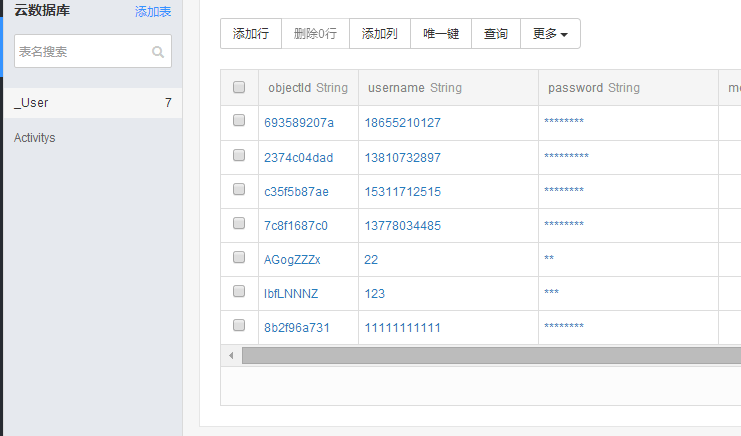 云数据库 添加表
表名搜索
_User 7
Activitys
添加行 删除0行 添加列 唯一键 查询 更多
objectId String username String password String
693589207a 18655210127 ********
2374c04dad 13810732897 *********
c35f5b87ae 15311712515 ********
7c8f1687c0 13778034485 ********
AGogZZZx 22 **
lbfLNNNZ 123 ***
8b2f96a731 11111111111 ********